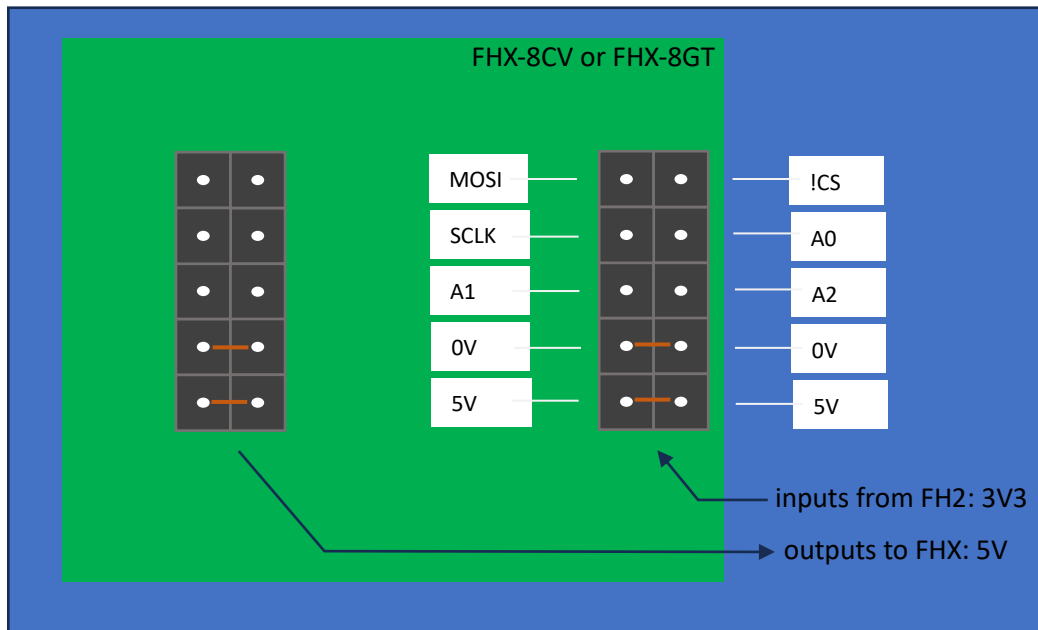 FHX-8CV or FHX-8GT
MOSI
!CS
SCLK
A0
A1
A2
0V
0V
5V
5V
inputs from FH2: 3V3
outputs to FHX: 5V